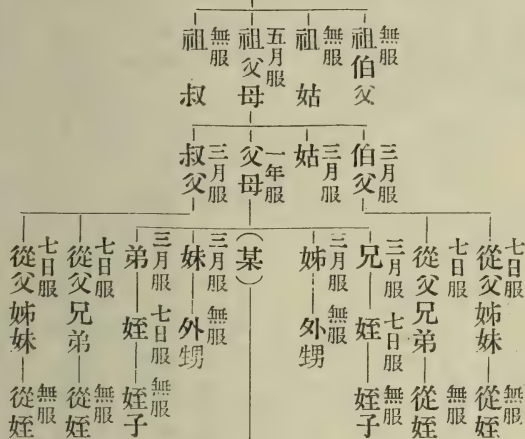 無服
祖伯父
無服
祖姑
五月服
祖父母
無服
祖叔
三月服
伯父
三月服
姑
一年服
父母
三月服
叔父
七日服 無服
從父姊妹 從姪
七日服 無服
從父兄弟 從姪
三月服 七日服 無服
兄 姪 姪子
三月服 無服
姊 外甥
(某)
三月服 無服
妹 外甥
三月服 七日服 無服
弟 姪 姪子
七日服 無服
從父兄弟 從姪
七日服 無服
從父姊妹 從姪